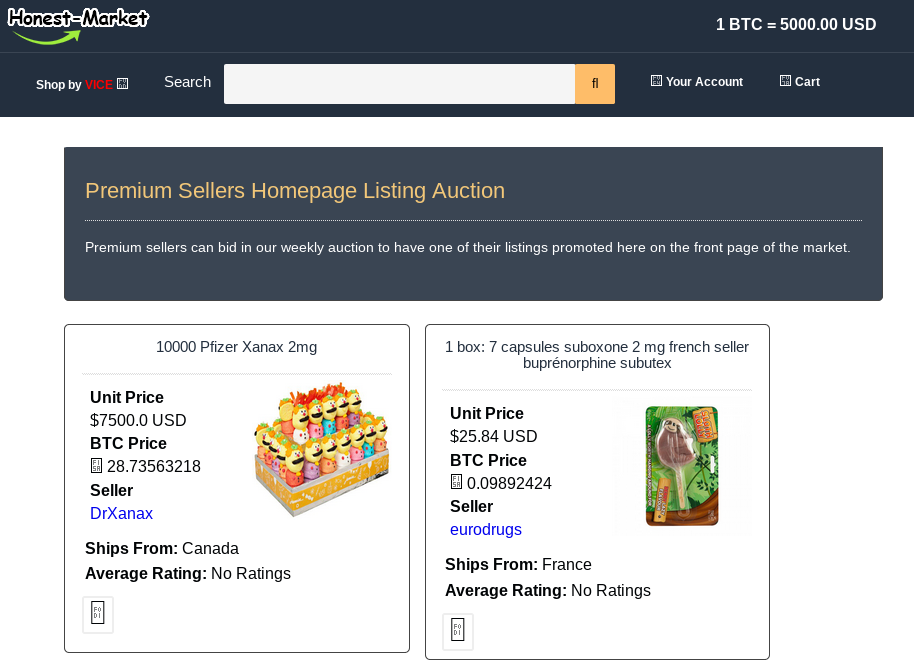 Honest-Market
1 BTC = 5000.00 USD
Shop by VICE
Search
Your Account
Cart
Premium Sellers Homepage Listing Auction
Premium sellers can bid in our weekly auction to have one of their listings promoted here on the front page of the market.
10000 Pfizer Xanax 2mg
Unit Price
$7500.0 USD
BTC Price
28.73563218
Seller
DrXanax
Ships From: Canada
Average Rating: No Ratings
1 box: 7 capsules suboxone 2 mg french seller
buprénorphine subutex
Unit Price
$25.84 USD
BTC Price
0.09892424
Seller
eurodrugs
Ships From: France
Average Rating: No Ratings